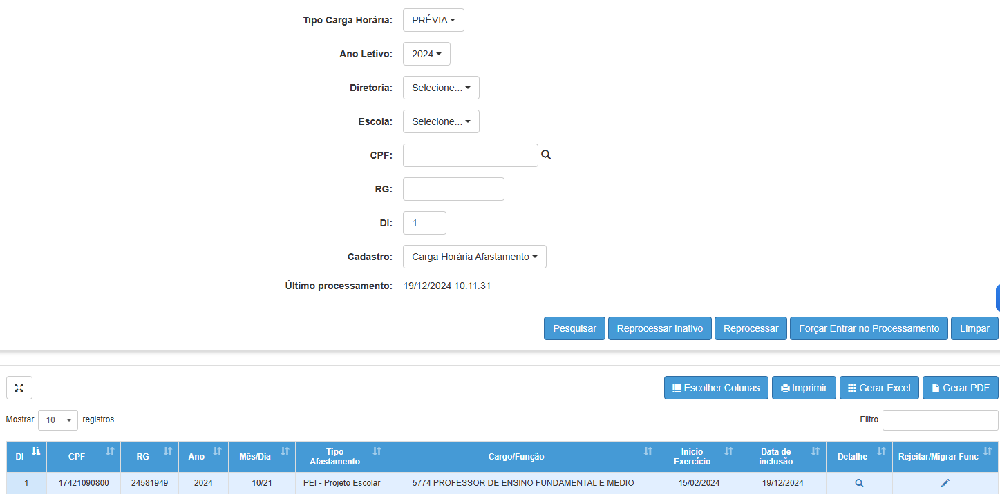 Tipo Carga Horária: PRÉVIA
Ano Letivo: 2024
Diretoria: Selecione...
Escola: Selecione...
CPF:
RG:
DI: 1
Cadastro: Carga Horária Afastamento
Último processamento: 19/12/2024 10:11:31
Pesquisar Reprocessar Inativo Reprocessar Forçar Entrar no Processamento Limpar
Escolher Colunas Imprimir Gerar Excel Gerar PDF
Mostrar 10 registros Filtro
DI CPF RG Ano Mês/Dia Tipo Afastamento Cargo/Função Inicio Exercício Data de inclusão Detalhe Rejeitar/Migrar Func
1 17421090800 24581949 2024 10/21 PEI - Projeto Escolar 5774 PROFESSOR DE ENSINO FUNDAMENTAL E MEDIO 15/02/2024 19/12/2024